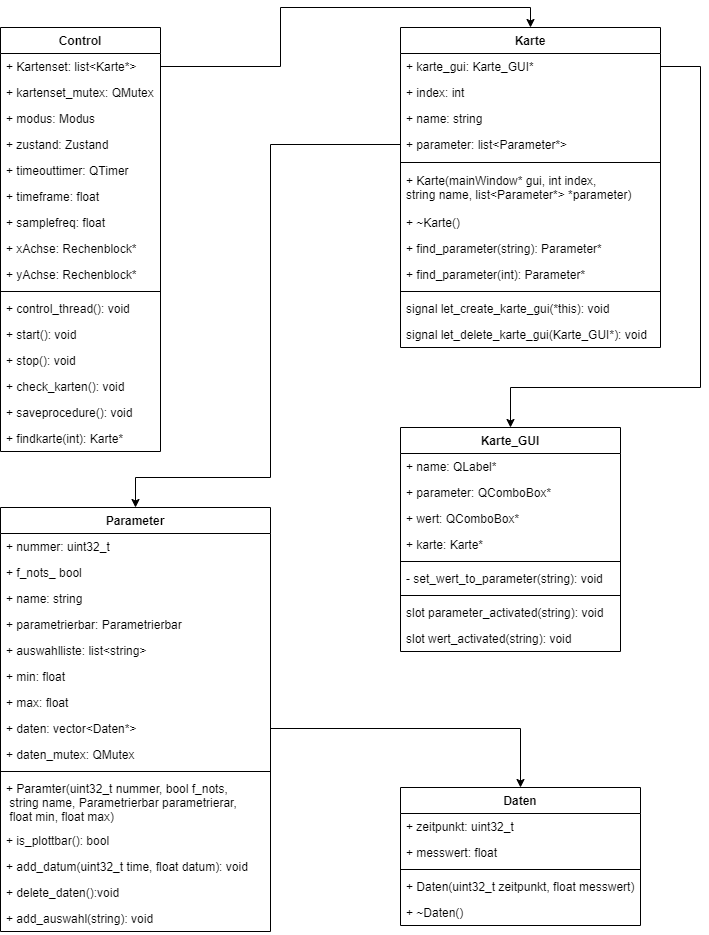 Control
+ Kartenset: list<Karte*>
+ kartenset_mutex: QMutex
+ modus: Modus
+ zustand: Zustand
+ timeouttimer: QTimer
+ timeframe: float
+ samplefreq: float
+ xAchse: Rechenblock*
+ yAchse: Rechenblock*
+ control_thread(): void
+ start(): void
+ stop(): void
+ check_karten(): void
+ saveprocedure(): void
+ findkarte(int): Karte*
Karte
+ karte_gui: Karte_GUI*
+ index: int
+ name: string
+ parameter: list<Parameter*>
+ Karte(mainWindow* gui, int index,
string name, list<Parameter*> *parameter)
+ ~Karte()
+ find_parameter(string): Parameter*
+ find_parameter(int): Parameter*
signal let_create_karte_gui(*this): void
signal let_delete_karte_gui(Karte_GUI*): void
Karte_GUI
+ name: QLabel*
+ parameter: QComboBox*
+ wert: QComboBox*
+ karte: Karte*
- set_wert_to_parameter(string): void
slot parameter_activated(string): void
slot wert_activated(string): void
Parameter
+ nummer: uint32_t
+ f_nots_ bool
+ name: string
+ parametrierbar: Parametrierbar
+ auswahlliste: list<string>
+ min: float
+ max: float
+ daten: vector<Daten*>
+ daten_mutex: QMutex
+ Paramter(uint32_t nummer, bool f_nots,
string name, Parametrierbar parametrierar,
float min, float max)
+ is_plottbar(): bool
+ add_datum(uint32_t time, float datum): void
+ delete_daten():void
+ add_auswahl(string): void
Daten
+ zeitpunkt: uint32_t
+ messwert: float
+ Daten(uint32_t zeitpunkt, float messwert)
+ ~Daten()